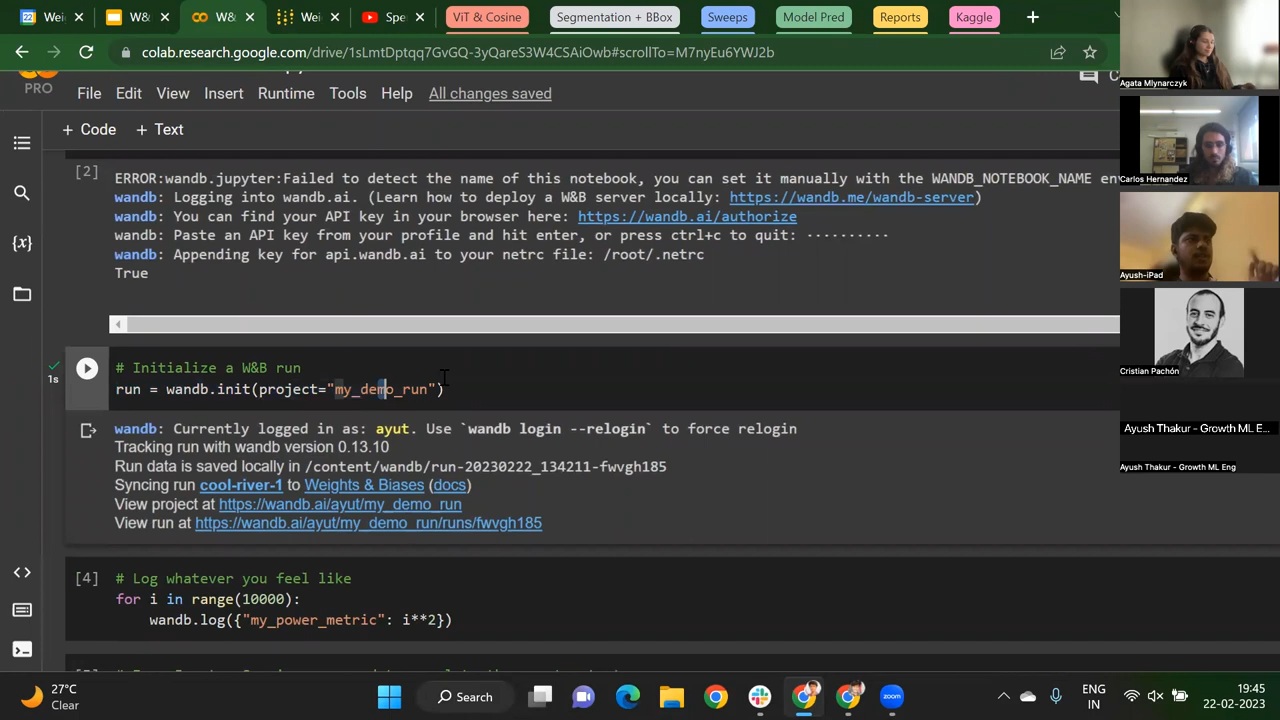 Wei
W&
W&
Wei
Spe
ViT & Cosine
Segmentation + BBox
Sweeps
Model Pred
Reports
Kaggle
colab.research.google.com/drive/1sLmtDptqq7GvGQ-3yQareS3W4CSAiOwb#scrollTo=M7nyEu6YWJ2b
PRO
File Edit View Insert Runtime Tools Help All changes saved
+ Code + Text
[2]
ERROR:wandb.jupyter:Failed to detect the name of this notebook, you can set it manually with the WANDB_NOTEBOOK_NAME env
wandb: Logging into wandb.ai. (Learn how to deploy a W&B server locally: https://wandb.me/wandb-server)
wandb: You can find your API key in your browser here: https://wandb.ai/authorize
wandb: Paste an API key from your profile and hit enter, or press ctrl+c to quit: ··········
wandb: Appending key for api.wandb.ai to your netrc file: /root/.netrc
True
1s
# Initialize a W&B run
run = wandb.init(project="my_demo_run")
wandb: Currently logged in as: ayut. Use `wandb login --relogin` to force relogin
Tracking run with wandb version 0.13.10
Run data is saved locally in /content/wandb/run-20230222_134211-fwvgh185
Syncing run cool-river-1 to Weights & Biases (docs)
View project at https://wandb.ai/ayut/my_demo_run
View run at https://wandb.ai/ayut/my_demo_run/runs/fwvgh185
[4]
# Log whatever you feel like
for i in range(10000):
wandb.log({"my_power_metric": i**2})
Agata Mlynarczyk
Carlos Hernandez
Ayush-iPad
Cristian Pachón
Ayush Thakur - Growth ML E...
Ayush Thakur - Growth ML Eng
27°C
Clear
Search
ENG
IN
19:45
22-02-2023